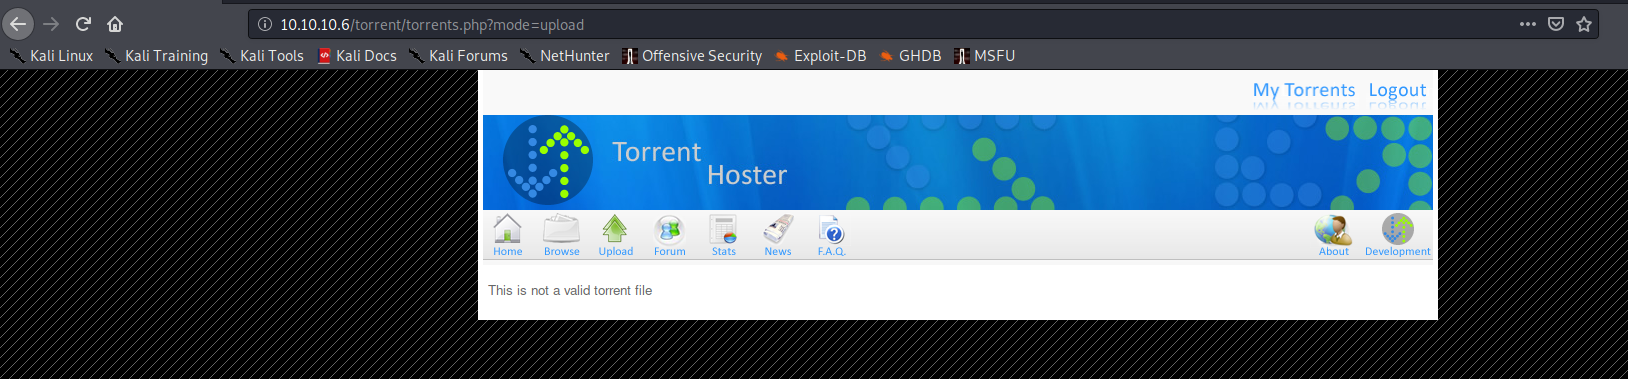 10.10.10.6/torrent/torrents.php?mode=upload
Kali Linux Kali Training Kali Tools Kali Docs Kali Forums NetHunter Offensive Security Exploit-DB GHDB MSFU
My Torrents Logout
Torrent
Hoster
Home Browse Upload Forum Stats News F.A.Q. About Development
This is not a valid torrent file